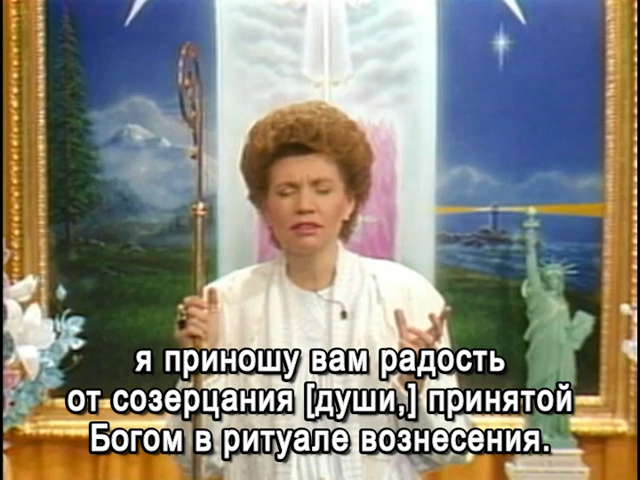 я приношу вам радость
от созерцания [души,] принятой
Богом в ритуале вознесения.